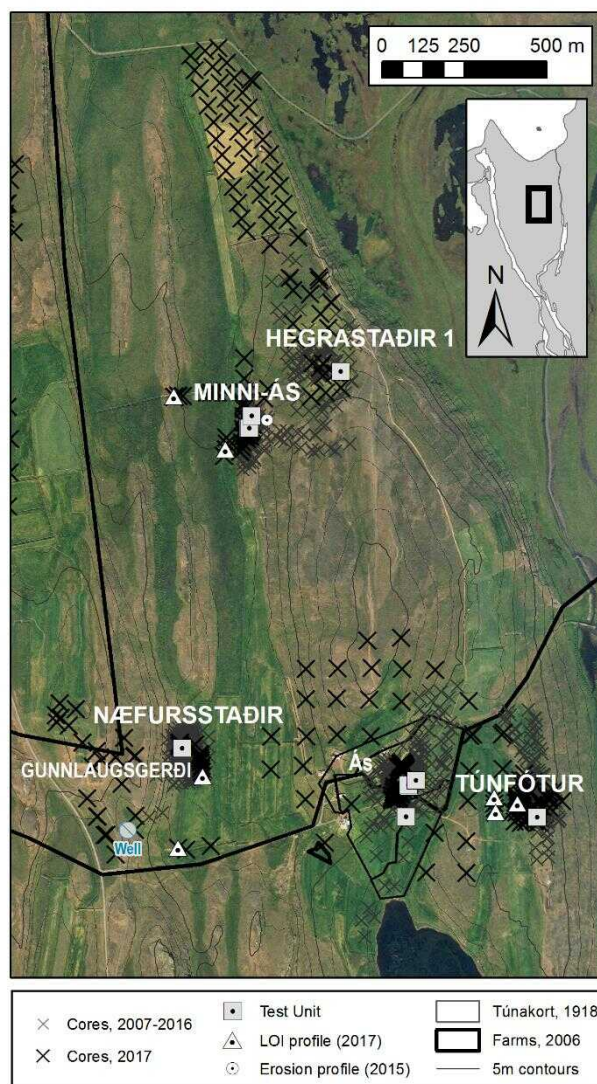 0 125 250 500 m
N
HEGRASTAÐIR 1
MINNI-ÁS
NÆFURSSTAÐIR
GUNNLAUGSGERÐI
Ás
TÚNFÓTUR
Well
Cores, 2007-2016
Cores, 2017
Test Unit
LOI profile (2017)
Erosion profile (2015)
Túnakort, 1918
Farms, 2006
5m contours